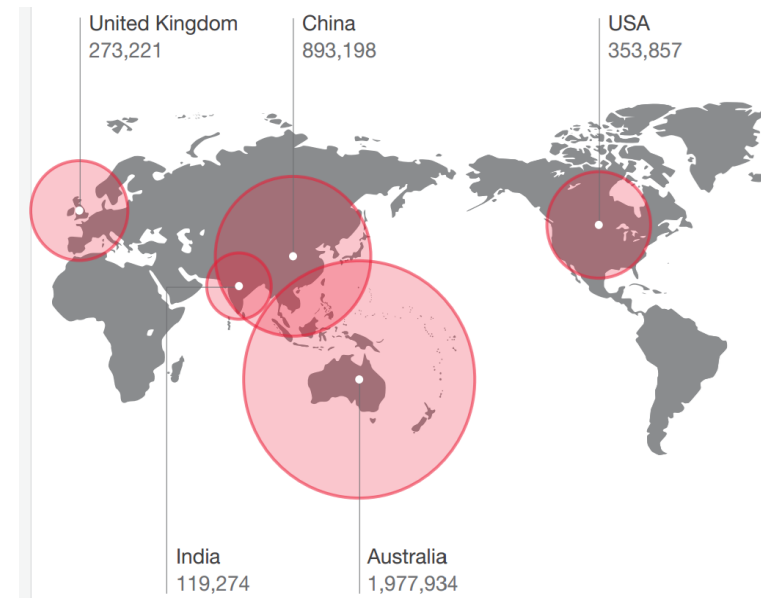 United Kingdom
273,221
China
893,198
USA
353,857
India
119,274
Australia
1,977,934